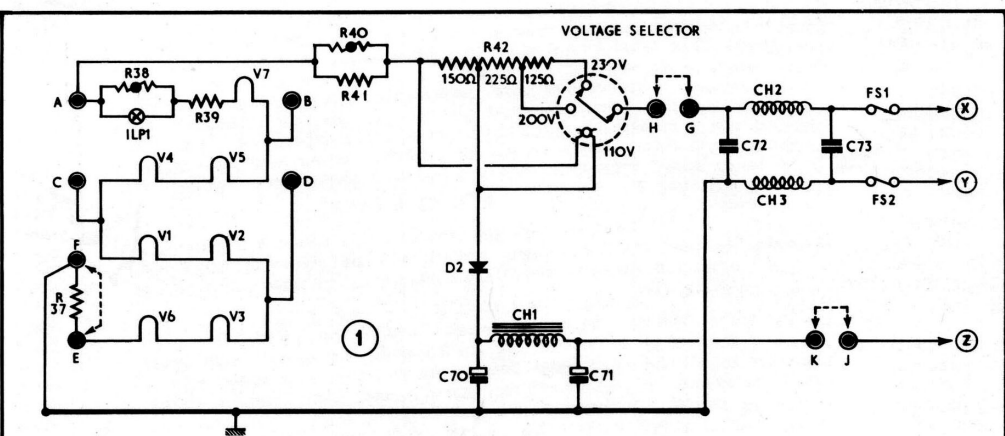 VOLTAGE SELECTOR
R40
R42
230V
150Ω 225Ω 125Ω
R38
V7
R41
CH2
FS1
A
ILP1
R39
B
200V
H
G
X
110V
C72
C73
V4
V5
C
D
CH3
FS2
Y
F
V1
V2
R
37
D2
E
V6
V3
1
CH1
K
J
Z
C70
C71